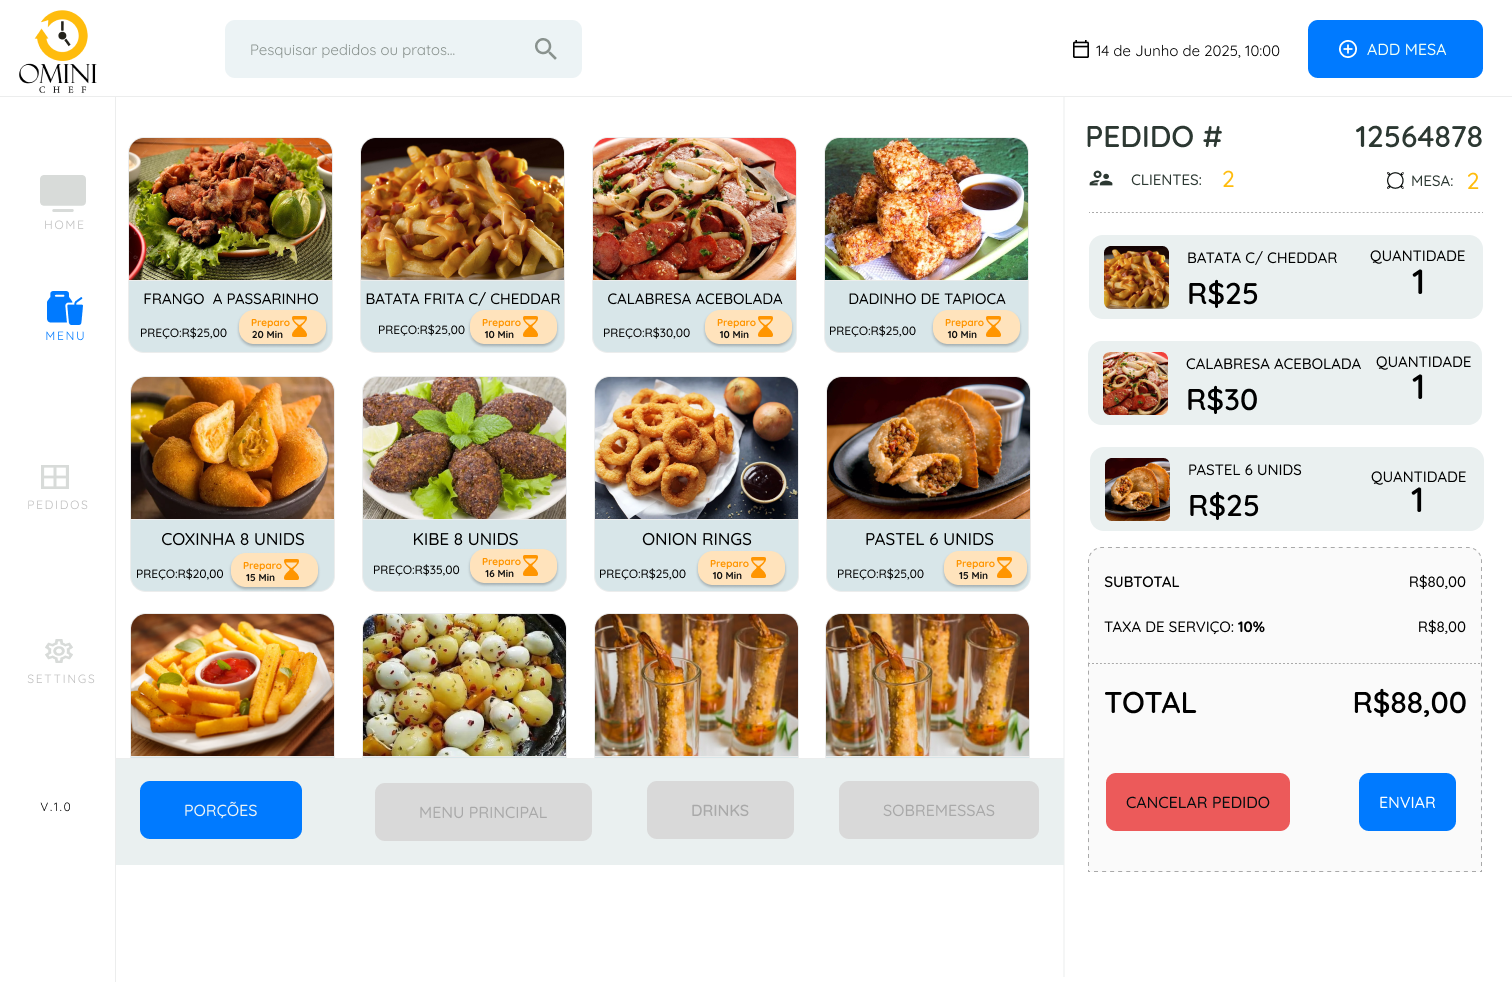 OMINI
CHEF
Pesquisar pedidos ou pratos...
14 de Junho de 2025, 10:00
ADD MESA
HOME
MENU
PEDIDOS
SETTINGS
V.1.0
FRANGO A PASSARINHO
PREÇO:R$25,00
Preparo
20 Min
BATATA FRITA C/ CHEDDAR
PREÇO:R$25,00
Preparo
10 Min
CALABRESA ACEBOLADA
PREÇO:R$30,00
Preparo
10 Min
DADINHO DE TAPIOCA
PREÇO:R$25,00
Preparo
10 Min
COXINHA 8 UNIDS
PREÇO:R$20,00
Preparo
15 Min
KIBE 8 UNIDS
PREÇO:R$35,00
Preparo
16 Min
ONION RINGS
PREÇO:R$25,00
Preparo
10 Min
PASTEL 6 UNIDS
PREÇO:R$25,00
Preparo
15 Min
PORÇÕES
MENU PRINCIPAL
DRINKS
SOBREMESSAS
PEDIDO # 12564878
CLIENTES: 2
MESA: 2
BATATA C/ CHEDDAR
R$25
QUANTIDADE
1
CALABRESA ACEBOLADA
R$30
QUANTIDADE
1
PASTEL 6 UNIDS
R$25
QUANTIDADE
1
SUBTOTAL R$80,00
TAXA DE SERVIÇO: 10% R$8,00
TOTAL R$88,00
CANCELAR PEDIDO
ENVIAR